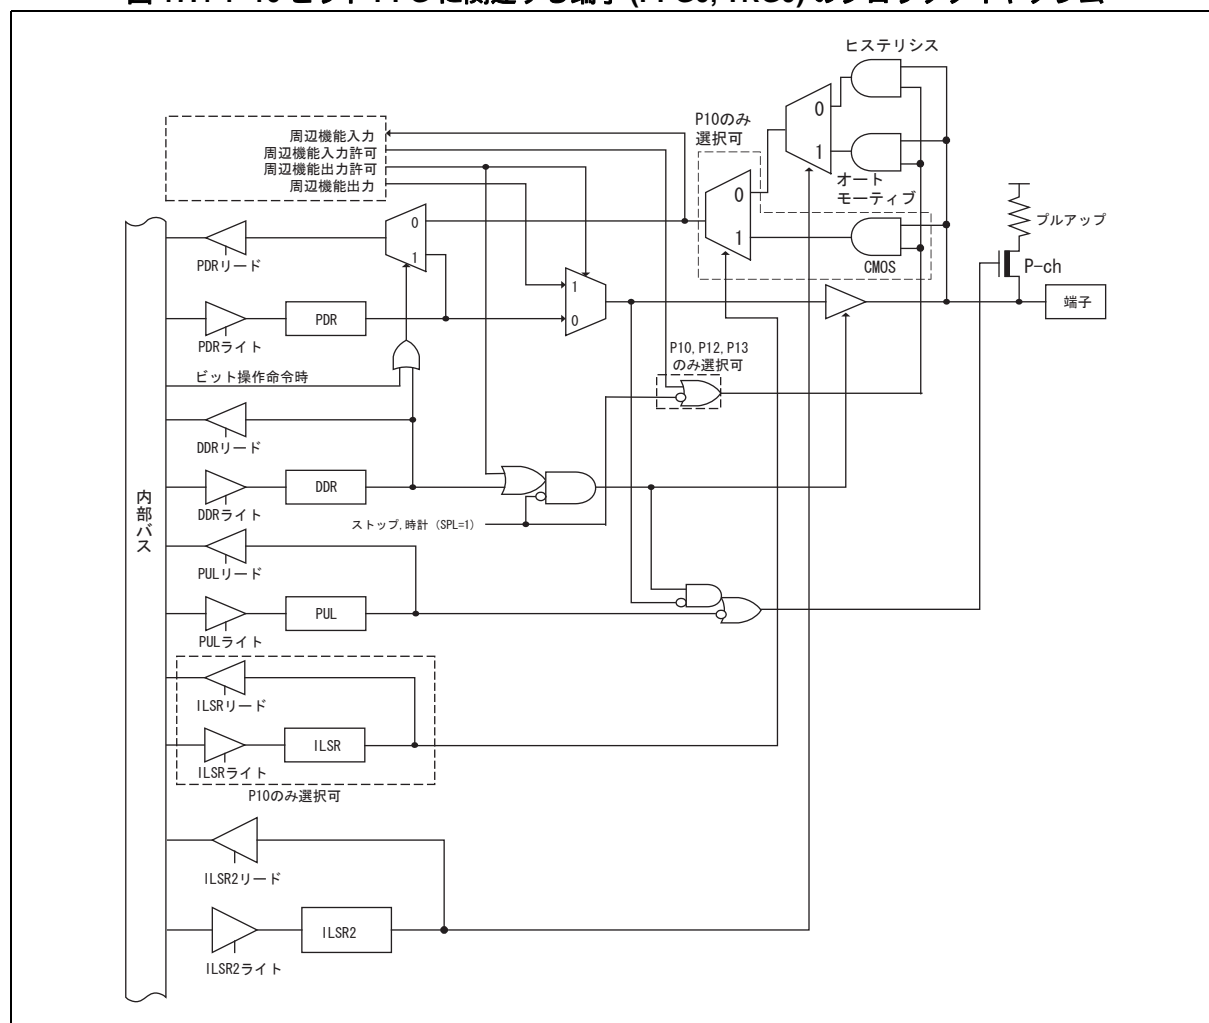 ヒステリシス
0
1
P10のみ
選択可
オート
モーティブ
周辺機能入力
周辺機能入力許可
周辺機能出力許可
周辺機能出力
0
1
0
1
CMOS
プルアップ
P-ch
端子
PDRリード
1
0
PDR
PDRライト
P10, P12, P13
のみ選択可
ビット操作命令時
DDRリード
DDR
DDRライト
ストップ,時計 (SPL=1)
内部バス
PULリード
PUL
PULライト
ILSRリード
ILSR
ILSRライト
P10のみ選択可
ILSR2リード
ILSR2
ILSR2ライト